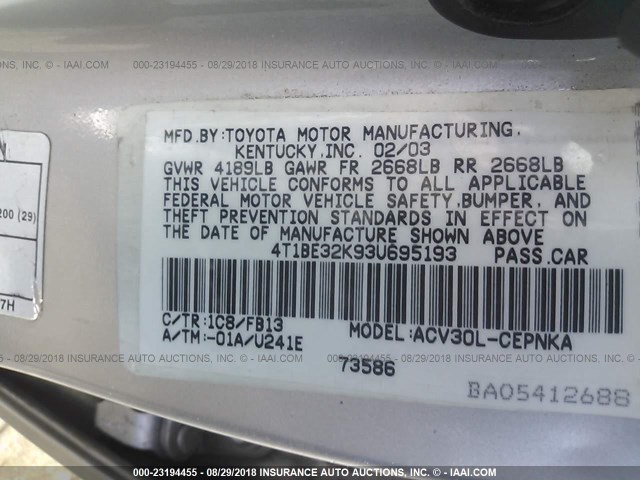 000-23194455 - 08/29/2018 - INSURANCE AUTO AUCTIONS, INC. - © IAAI.COM
MFD.BY:TOYOTA MOTOR MANUFACTURING,
KENTUCKY,INC. 02/03
GVWR 4189LB GAWR FR 2668LB RR 2668LB
THIS VEHICLE CONFORMS TO ALL APPLICABLE
FEDERAL MOTOR VEHICLE SAFETY,BUMPER, AND
THEFT PREVENTION STANDARDS IN EFFECT ON
THE DATE OF MANUFACTURE SHOWN ABOVE
4T1BE32K93U695193 PASS.CAR
C/TR:1C8/FB13
A/TM:-01A/U241E
MODEL:ACV30L-CEPNKA
73586
BA05412688
N
200 (29)
7H
000-23194455 - 08/29/2018 - INSURANCE AUTO AUCTIONS, INC. - © IAAI.COM